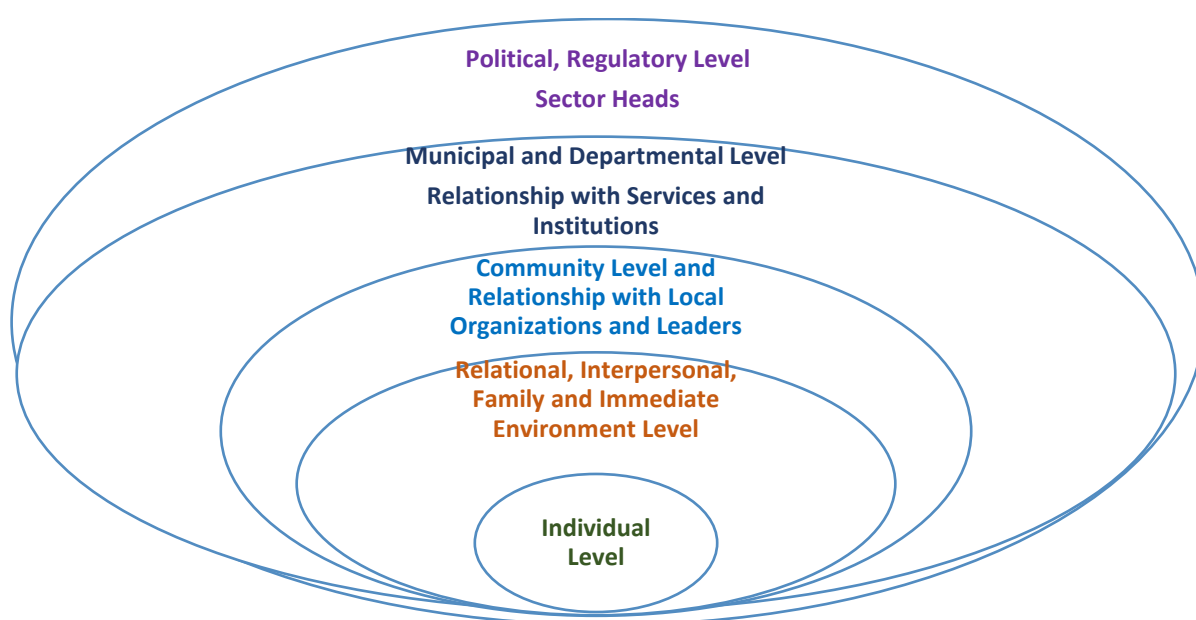 Political, Regulatory Level
Sector Heads
Municipal and Departmental Level
Relationship with Services and
Institutions
Community Level and
Relationship with Local
Organizations and Leaders
Relational, Interpersonal,
Family and Immediate
Environment Level
Individual
Level